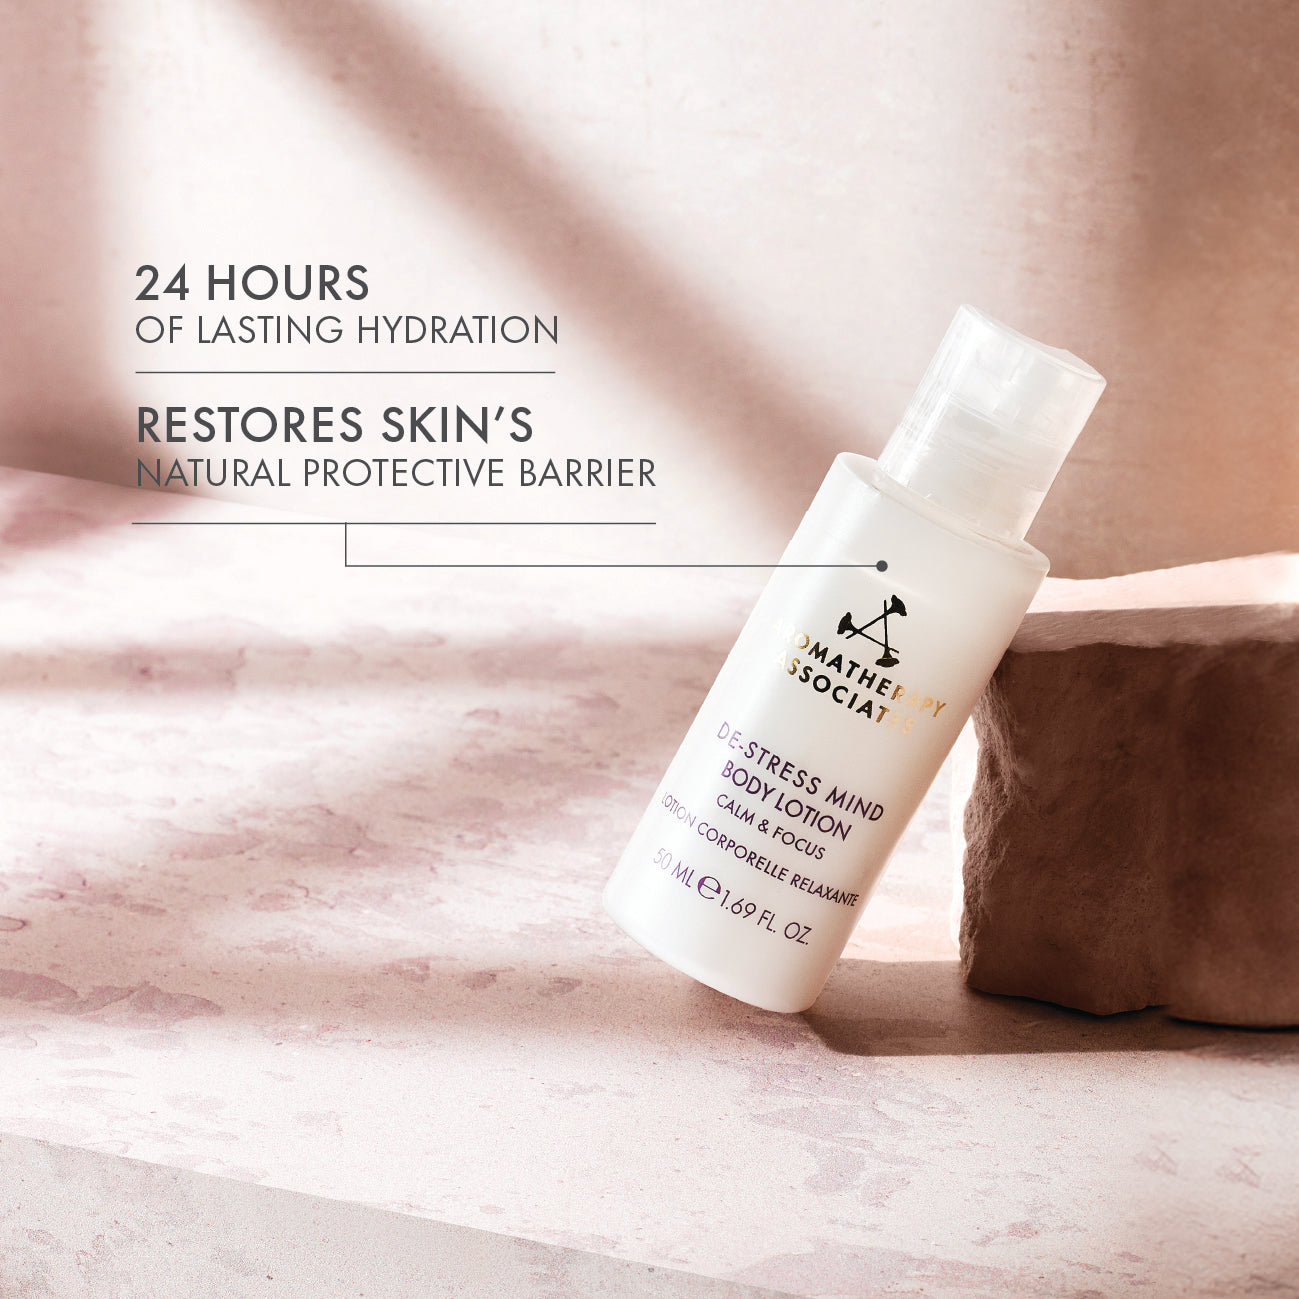 24 HOURS
OF LASTING HYDRATION
RESTORES SKIN'S
NATURAL PROTECTIVE BARRIER
AROMATHERAPY
ASSOCIATES
DE-STRESS MIND
BODY LOTION
CALM & FOCUS
LOTION CORPORELLE RELAXANTE
50 ML ℮ 1.69 FL. OZ.